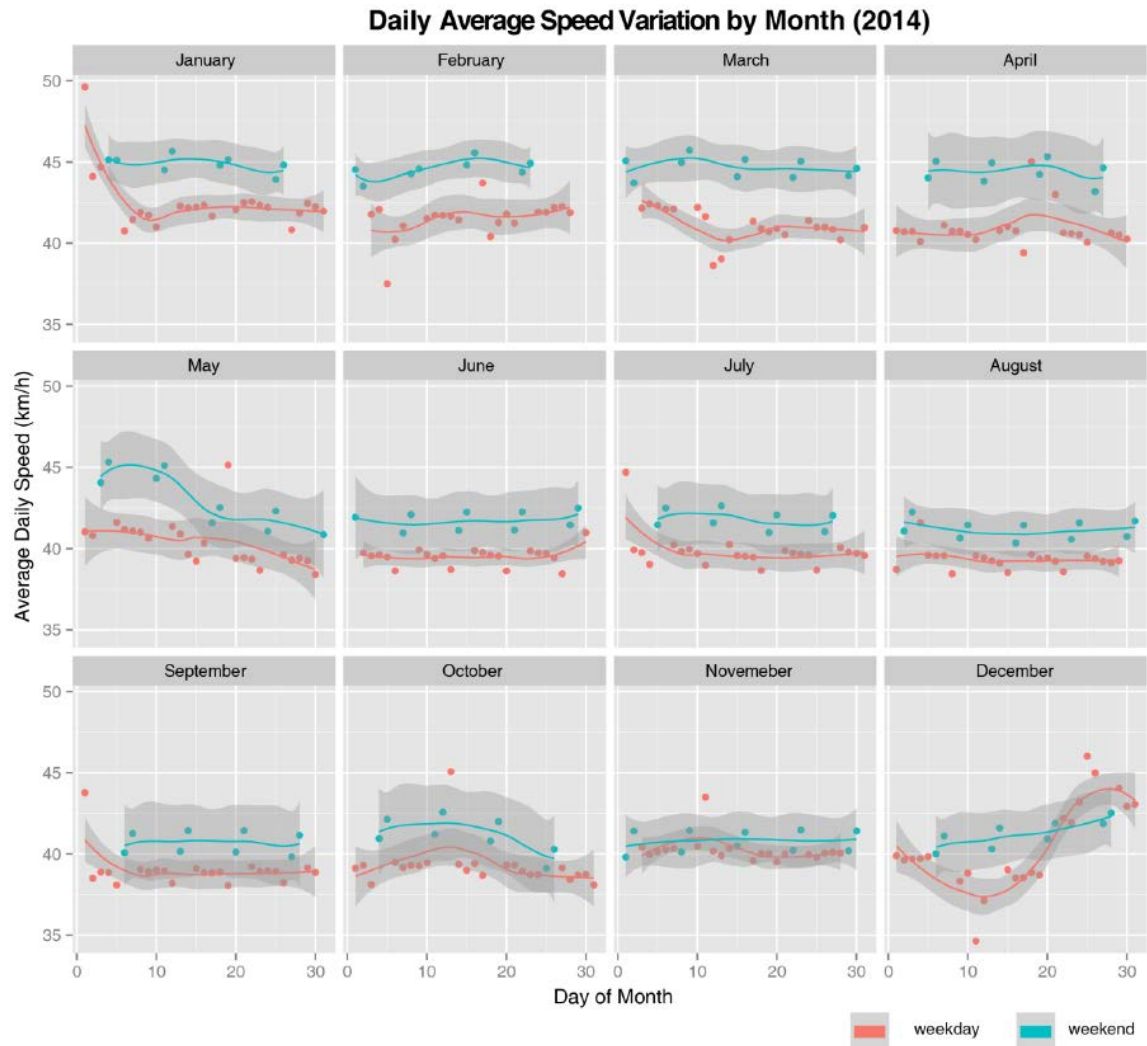 Daily Average Speed Variation by Month (2014)
January
February
March
April
50
45
40
35
May
June
July
August
50
45
40
35
Average Daily Speed (km/h)
September
October
Novemeber
December
50
45
40
35
0 10 20 30 0 10 20 30 0 10 20 30 0 10 20 30
Day of Month
weekday
weekend